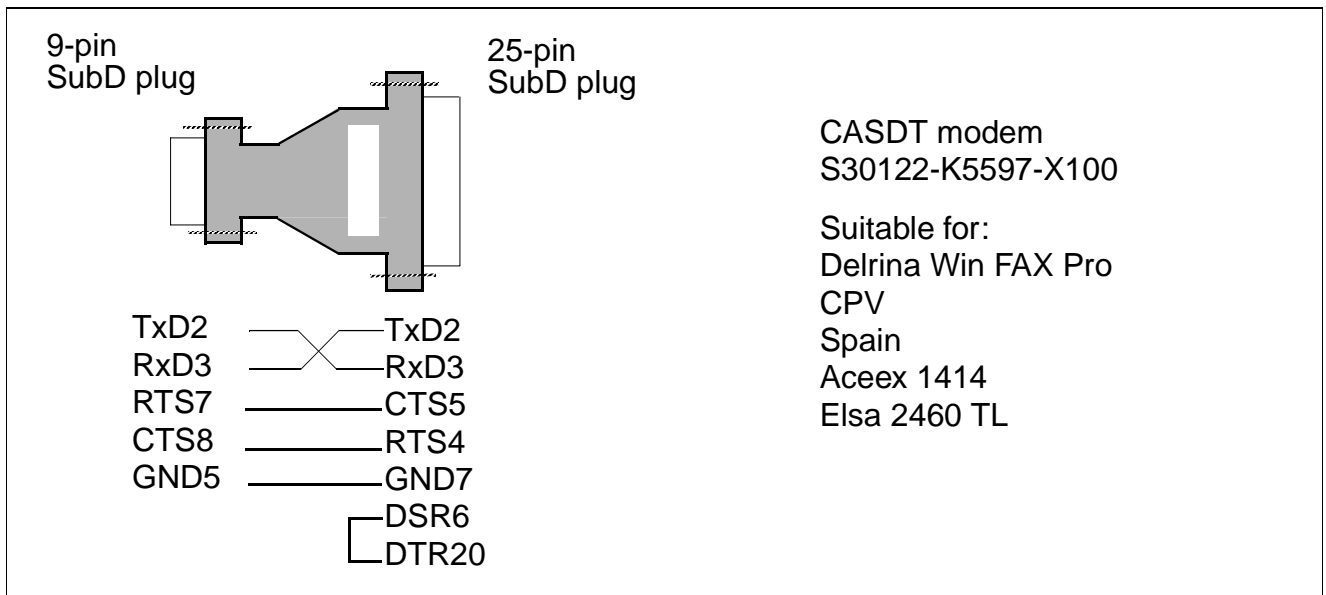 9-pin
SubD plug
25-pin
SubD plug
CASDT modem
S30122-K5597-X100
Suitable for:
Delrina Win FAX Pro
CPV
Spain
Aceex 1414
Elsa 2460 TL
TxD2 TxD2
RxD3 RxD3
RTS7 CTS5
CTS8 RTS4
GND5 GND7
DSR6
DTR20